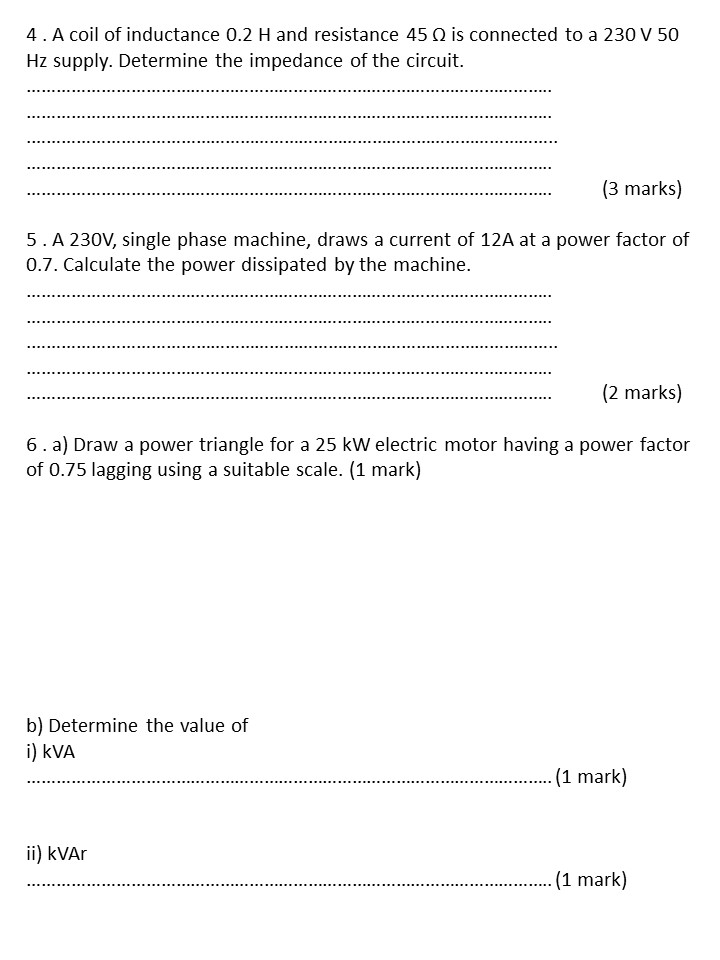 4 . A coil of inductance 0.2 H and resistance 45 Ω is connected to a 230 V 50
Hz supply. Determine the impedance of the circuit.
..........................................................................................................
..........................................................................................................
...........................................................................................................
..........................................................................................................
.......................................................................................................... (3 marks)
5 . A 230V, single phase machine, draws a current of 12A at a power factor of
0.7. Calculate the power dissipated by the machine.
..........................................................................................................
..........................................................................................................
...........................................................................................................
..........................................................................................................
.......................................................................................................... (2 marks)
6 . a) Draw a power triangle for a 25 kW electric motor having a power factor
of 0.75 lagging using a suitable scale. (1 mark)
b) Determine the value of
i) kVA
.......................................................................................................... (1 mark)
ii) kVAr
.......................................................................................................... (1 mark)